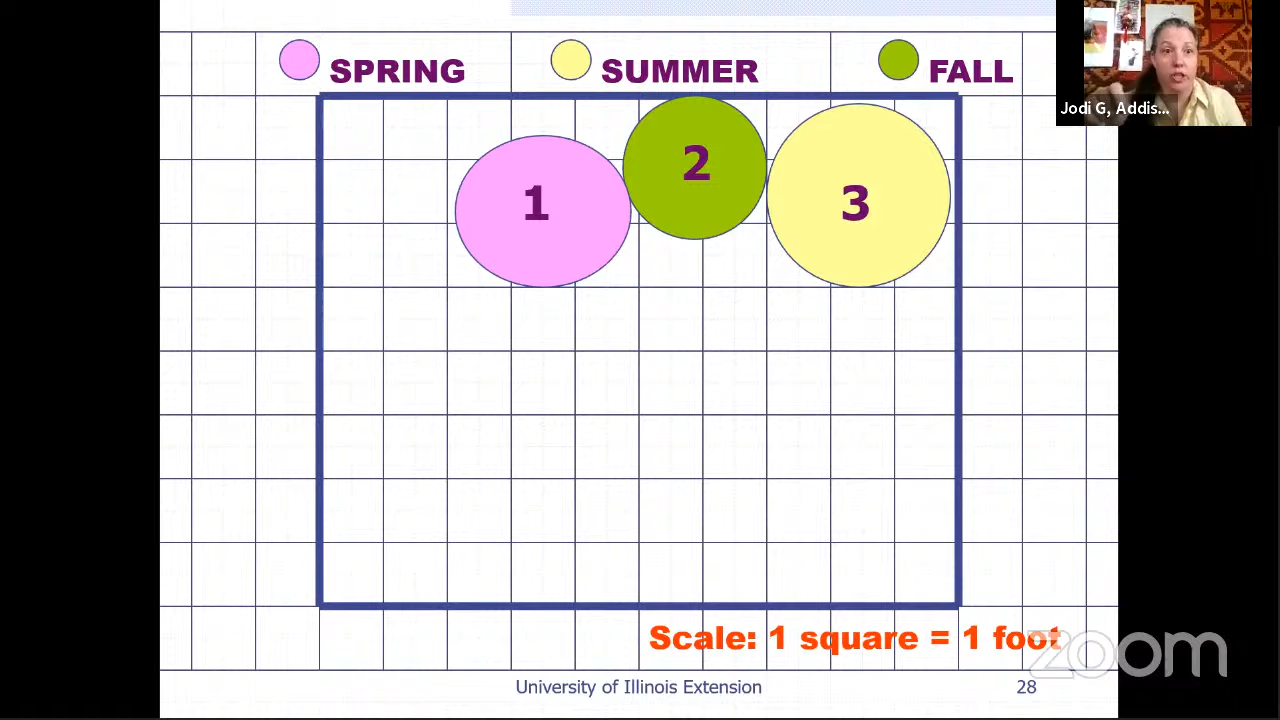 SPRING
SUMMER
FALL
Jodi G, Addis...
1
2
3
Scale: 1 square = 1 foot
zoom
University of Illinois Extension
28